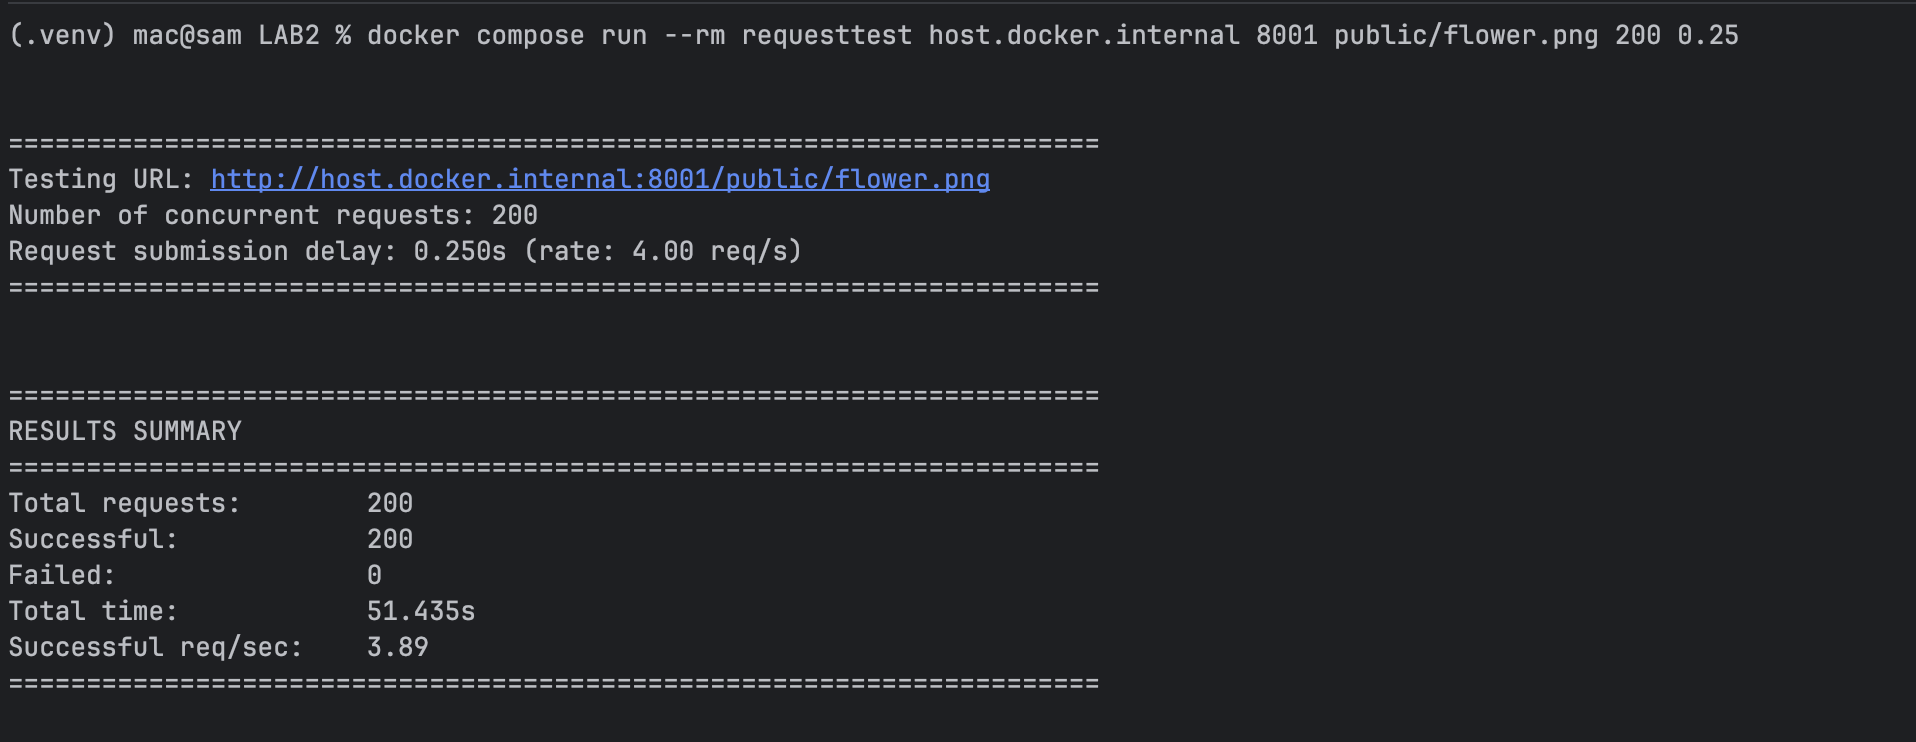 (.venv) mac@sam LAB2 % docker compose run --rm requesttest host.docker.internal 8001 public/flower.png 200 0.25
======================================================================
Testing URL: http://host.docker.internal:8001/public/flower.png
Number of concurrent requests: 200
Request submission delay: 0.250s (rate: 4.00 req/s)
======================================================================
======================================================================
RESULTS SUMMARY
======================================================================
Total requests: 200
Successful: 200
Failed: 0
Total time: 51.435s
Successful req/sec: 3.89
======================================================================